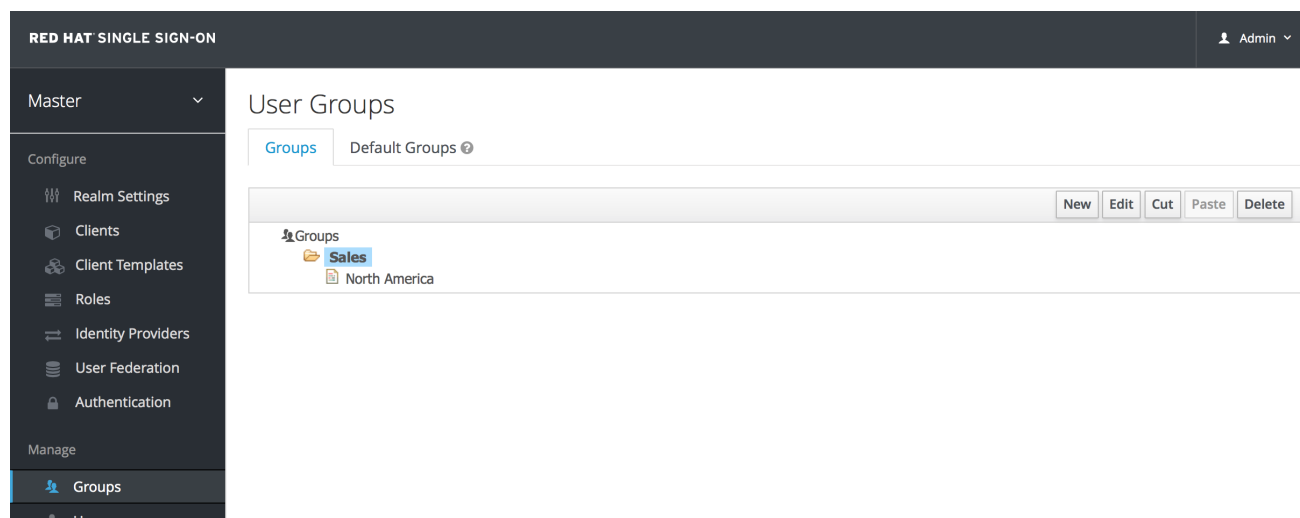 RED HAT SINGLE SIGN-ON
Admin
Master
User Groups
Groups Default Groups
Configure
Realm Settings
New Edit Cut Paste Delete
Clients
Groups
Sales
Client Templates
North America
Roles
Identity Providers
User Federation
Authentication
Manage
Groups